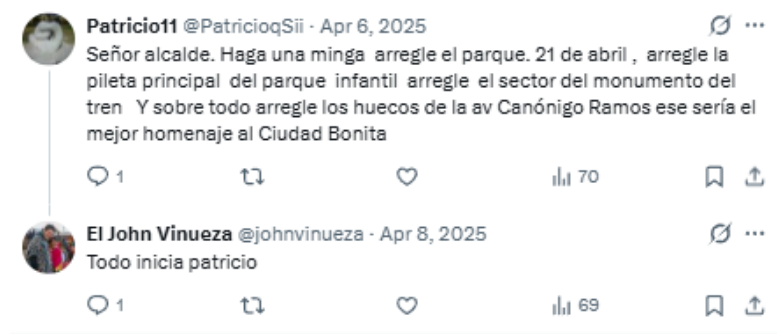 Patricio11 @PatricioqSii · Apr 6, 2025
Señor alcalde. Haga una minga arregle el parque. 21 de abril , arregle la
pileta principal del parque infantil arregle el sector del monumento del
tren Y sobre todo arregle los huecos de la av Canónigo Ramos ese sería el
mejor homenaje al Ciudad Bonita
1 70
El John Vinueza @johnvinueza · Apr 8, 2025
Todo inicia patricio
1 69